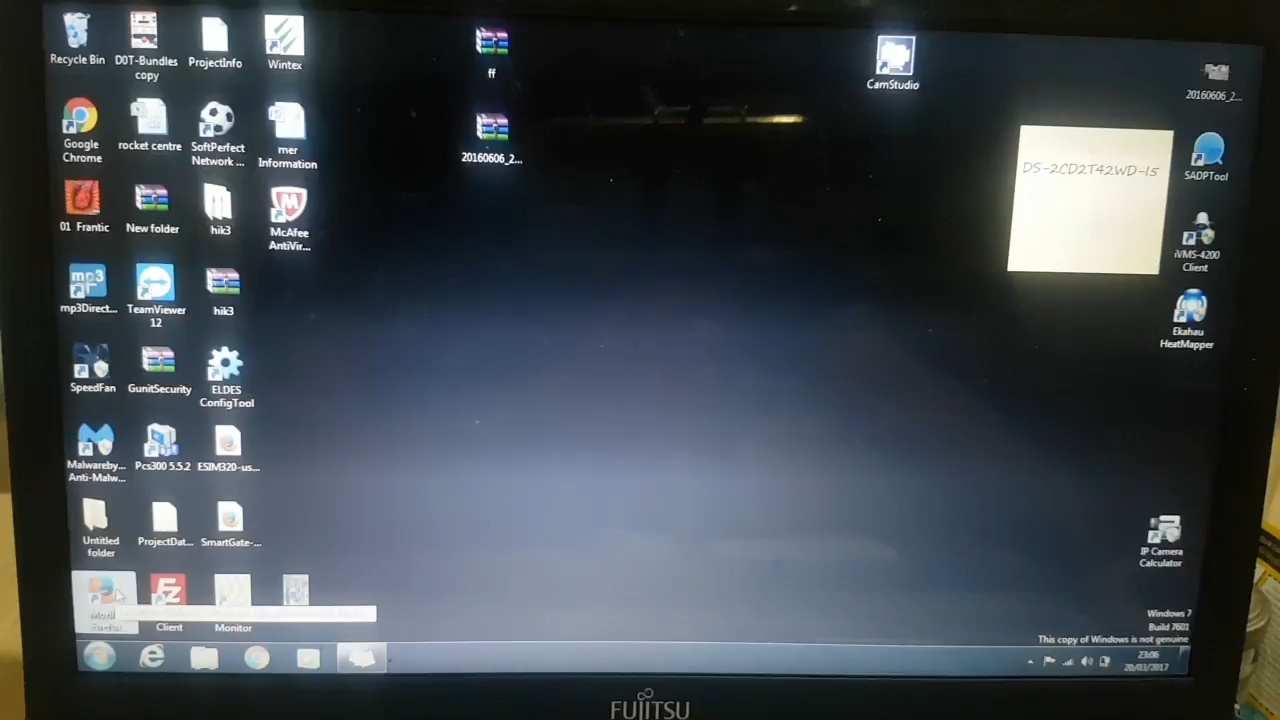 Recycle Bin
D0T-Bundles
copy
ProjectInfo
Wintex
ff
CamStudio
20160606_2...
Google
Chrome
rocket centre
SoftPerfect
Network ...
mer
Information
20160606_2...
DS-2CD2T42WD-I5
SADPTool
01 Frantic
New folder
hik3
McAfee
AntiVir...
iVMS-4200
Client
mp3
mp3Direct...
TeamViewer
12
hik3
Ekahau
HeatMapper
SpeedFan
GunitSecurity
ELDES
ConfigTool
Malwareby...
Anti-Malw...
Pcs300 5.5.2
ESIM320-us...
Untitled
folder
ProjectDat...
SmartGate-...
IP Camera
Calculator
Fz
Client
Monitor
Windows 7
Build 7601
This copy of Windows is not genuine
23:06
20/03/2017
FUJITSU